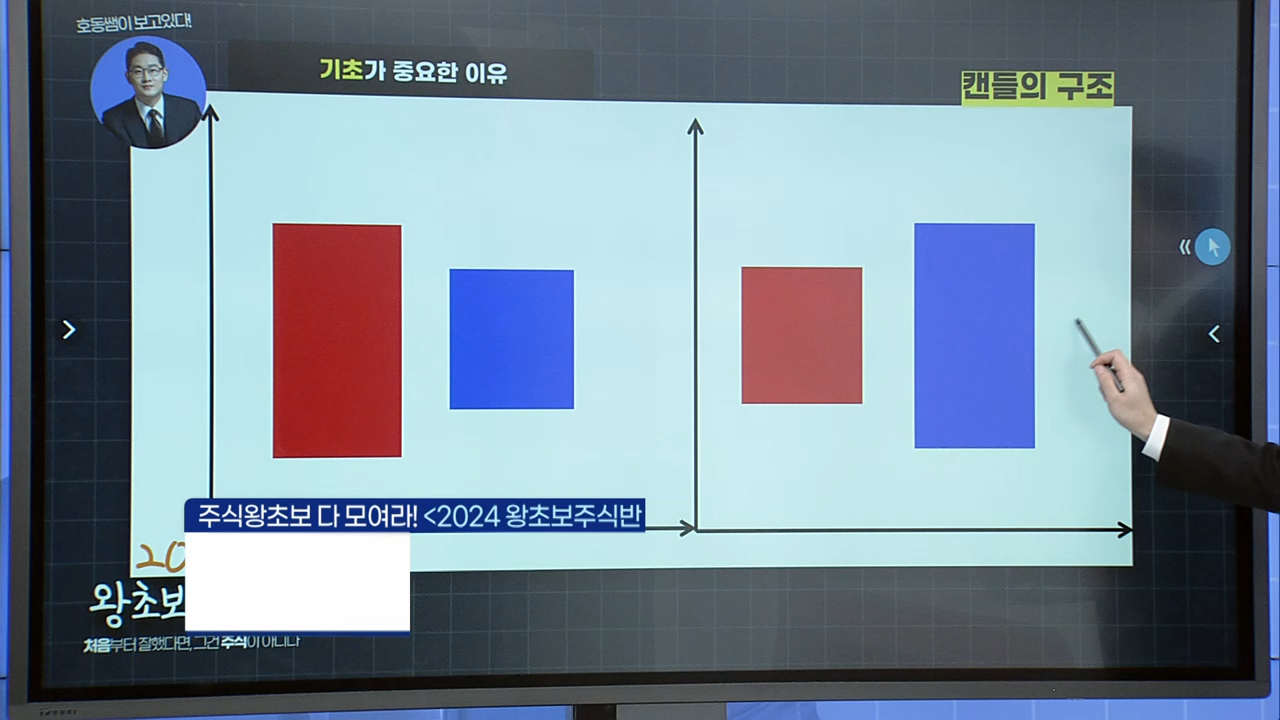 호동쌤이 보고있다!
기초가 중요한 이유
캔들의 구조
주식왕초보 다 모여라! <2024 왕초보주식반
20
왕초보
처음부터 잘했다면, 그건 주식이 아니다